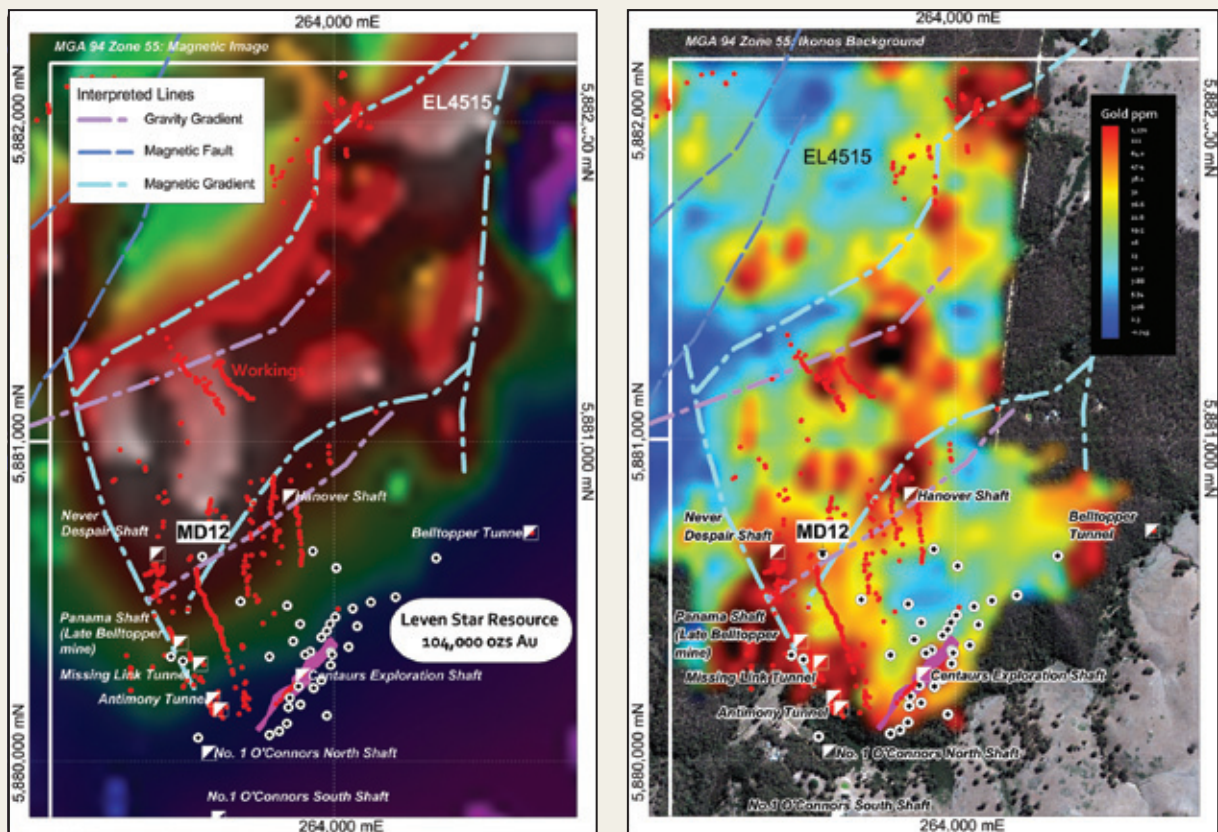 264,000 mE
MGA 94 Zone 55: Magnetic Image
Interpreted Lines
Gravity Gradient
Magnetic Fault
Magnetic Gradient
EL4515
5,882,000 mN
5,882,000 mN
Workings
5,881,000 mN
5,881,000 mN
Hanover Shaft
Never
Despair Shaft
MD12
Belltopper Tunnel
Leven Star Resource
104,000 ozs Au
Panama Shaft
(Late Belltopper
mine)
Missing Link Tunnel
Centaurs Exploration Shaft
Antimony Tunnel
No. 1 O'Connors North Shaft
5,880,000 mN
No.1 O'Connors South Shaft
264,000 mE
264,000 mE
MGA 94 Zone 55: Ikonos Background
Gold ppm
EL4515
5,882,000 mN
5,881,000 mN
5,881,000 mN
Hanover Shaft
Never
Despair Shaft
MD12
Belltopper
Tunnel
Panama Shaft
(Late Belltopper
mine)
Missing Link Tunnel
Centaurs Exploration Shaft
Antimony Tunnel
No. 1 O'Connors North Shaft
5,880,000 mN
No.1 O'Connors South Shaft
264,000 mE